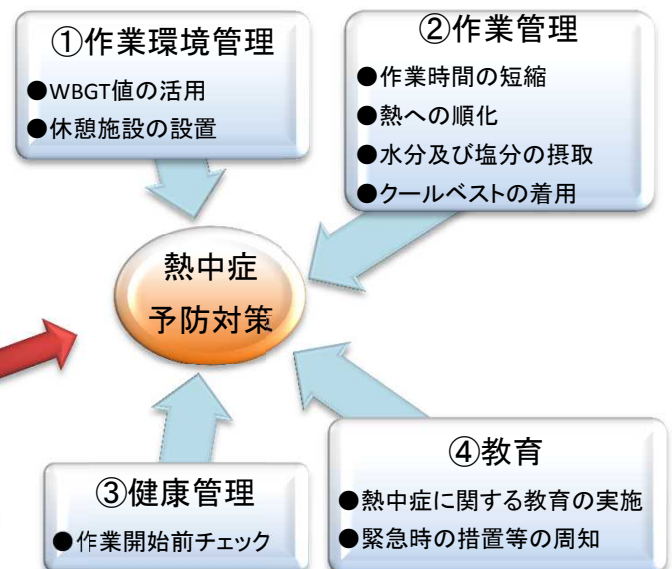 ①作業環境管理
●WBGT値の活用
●休憩施設の設置
②作業管理
●作業時間の短縮
●熱への順化
●水分及び塩分の摂取
●クールベストの着用
熱中症
予防対策
③健康管理
●作業開始前チェック
④教育
●熱中症に関する教育の実施
●緊急時の措置等の周知